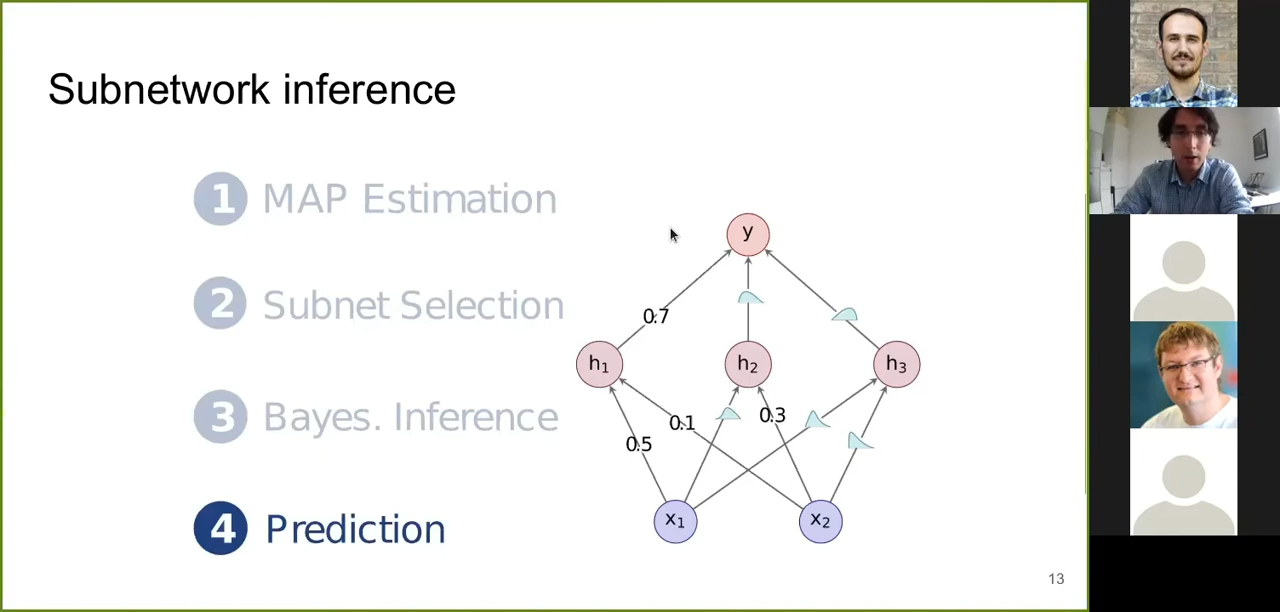 Subnetwork inference
1 MAP Estimation
2 Subnet Selection
3 Bayes. Inference
4 Prediction
y
0.7
h1
h2
h3
0.1
0.3
0.5
x1
x2
13